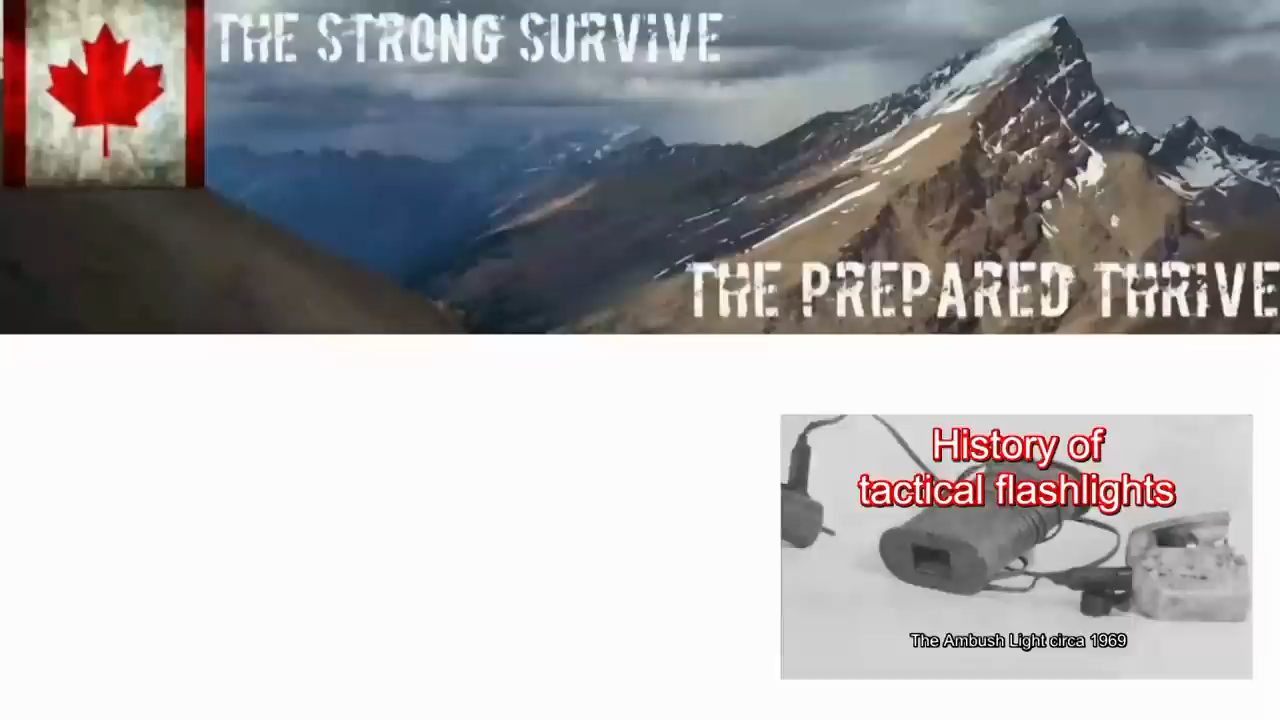 THE STRONG SURViVE
THE PREPARED THRiVE
History of
tactical flashlights
The Ambush Light circa 1969